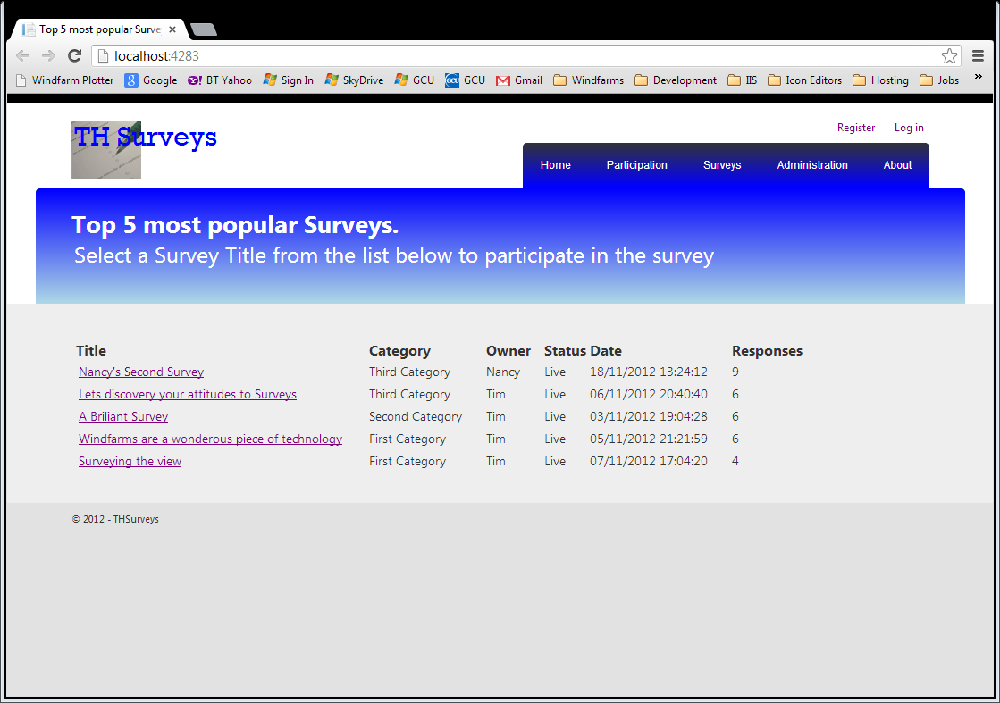 Top 5 most popular Surve
localhost:4283
Windfarm Plotter Google BT Yahoo Sign In SkyDrive GCU GCU Gmail Windfarms Development IIS Icon Editors Hosting Jobs »
Register Log in
TH Surveys
Home Participation Surveys Administration About
Top 5 most popular Surveys.
Select a Survey Title from the list below to participate in the survey
Title Category Owner Status Date Responses
Nancy's Second Survey Third Category Nancy Live 18/11/2012 13:24:12 9
Lets discovery your attitudes to Surveys Third Category Tim Live 06/11/2012 20:40:40 6
A Briliant Survey Second Category Tim Live 03/11/2012 19:04:28 6
Windfarms are a wonderous piece of technology First Category Tim Live 05/11/2012 21:21:59 6
Surveying the view First Category Tim Live 07/11/2012 17:04:20 4
© 2012 - THSurveys